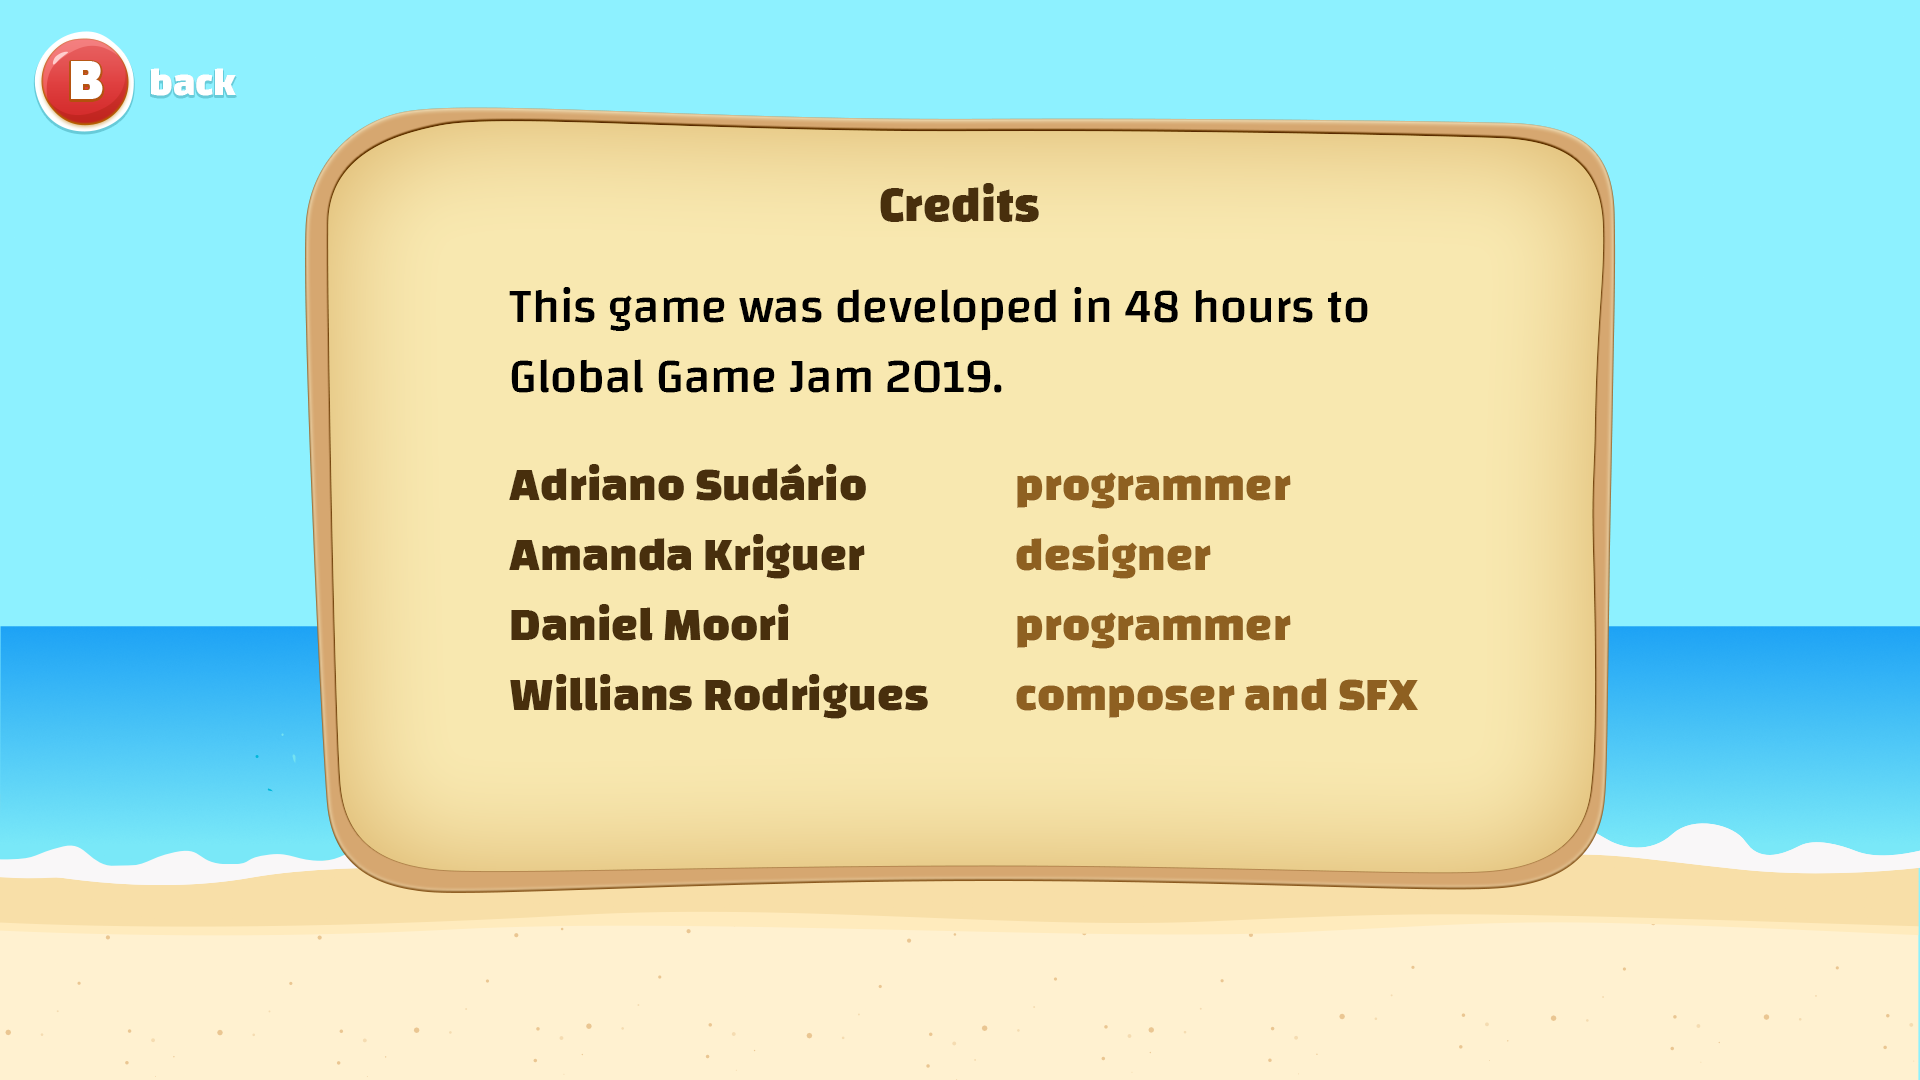 B back
Credits
This game was developed in 48 hours to
Global Game Jam 2019.
Adriano Sudário programmer
Amanda Kriguer designer
Daniel Moori programmer
Willians Rodrigues composer and SFX